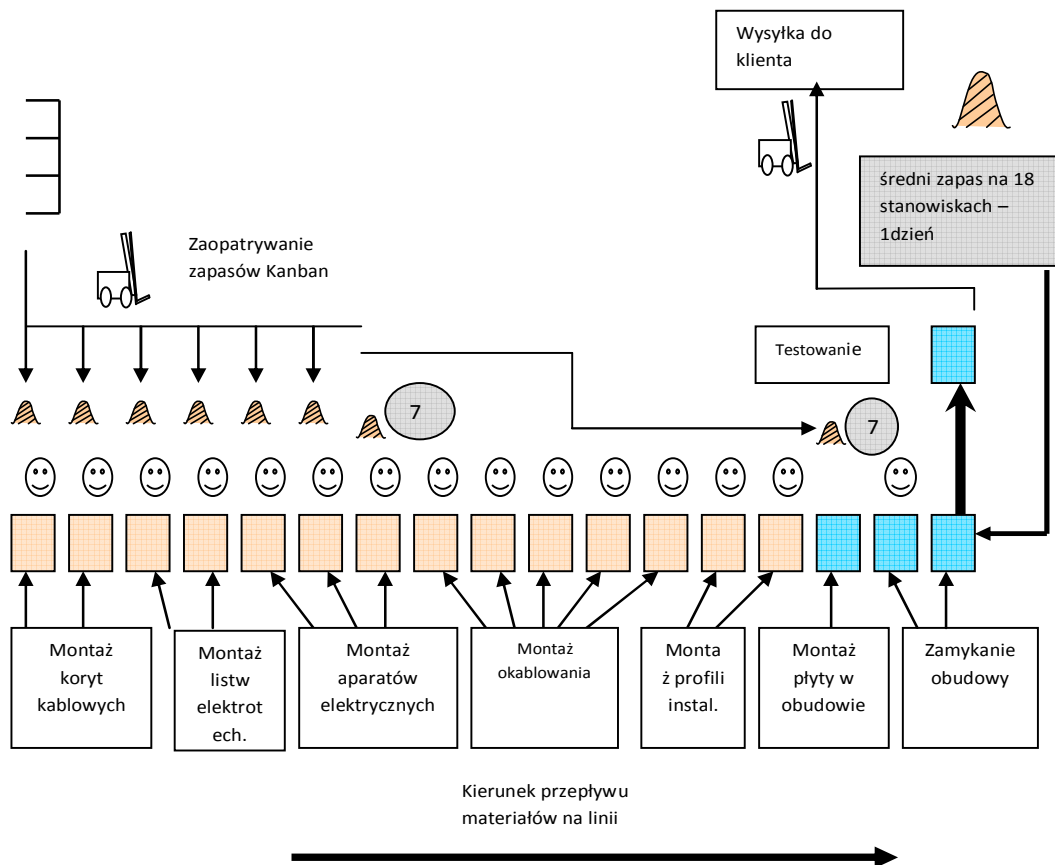 Wysyłka do
klienta
średni zapas na 18
stanowiskach –
1dzień
Zaopatrywanie
zapasów Kanban
Testowanie
7
7
Montaż
koryt
kablowych
Montaż
listw
elektrot
ech.
Montaż
aparatów
elektrycznych
Montaż
okablowania
Monta
ż profili
instal.
Montaż
płyty w
obudowie
Zamykanie
obudowy
Kierunek przepływu
materiałów na linii